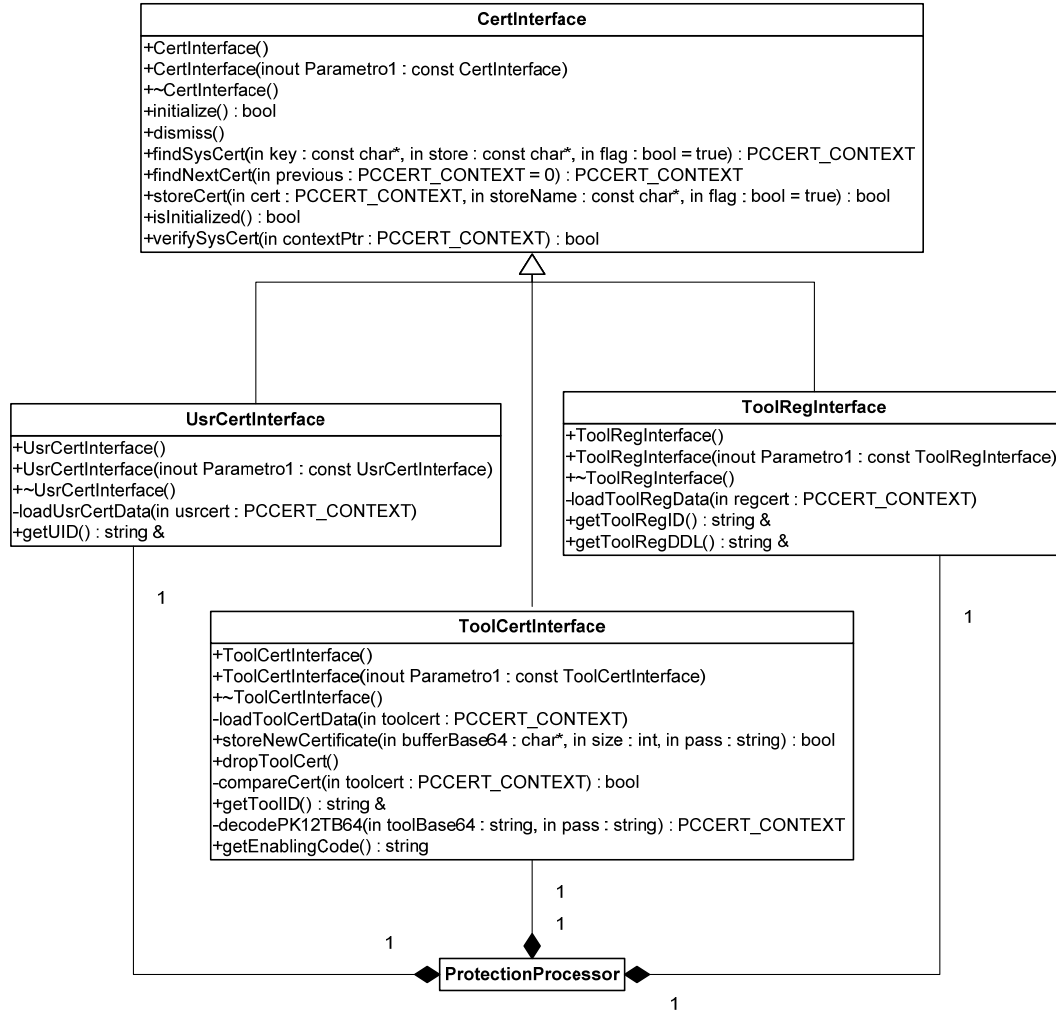 CertInterface
+CertInterface()
+CertInterface(inout Parametro1 : const CertInterface)
+~CertInterface()
+initialize() : bool
+dismiss()
+findSysCert(in key : const char*, in store : const char*, in flag : bool = true) : PCCERT_CONTEXT
+findNextCert(in previous : PCCERT_CONTEXT = 0) : PCCERT_CONTEXT
+storeCert(in cert : PCCERT_CONTEXT, in storeName : const char*, in flag : bool = true) : bool
+isInitialized() : bool
+verifySysCert(in contextPtr : PCCERT_CONTEXT) : bool
UsrCertInterface
+UsrCertInterface()
+UsrCertInterface(inout Parametro1 : const UsrCertInterface)
+~UsrCertInterface()
-loadUsrCertData(in usrcert : PCCERT_CONTEXT)
+getUID() : string &
ToolRegInterface
+ToolRegInterface()
+ToolRegInterface(inout Parametro1 : const ToolRegInterface)
+~ToolRegInterface()
-loadToolRegData(in regcert : PCCERT_CONTEXT)
+getToolRegID() : string &
+getToolRegDDL() : string &
1
1
ToolCertInterface
+ToolCertInterface()
+ToolCertInterface(inout Parametro1 : const ToolCertInterface)
+~ToolCertInterface()
-loadToolCertData(in toolcert : PCCERT_CONTEXT)
+storeNewCertificate(in bufferBase64 : char*, in size : int, in pass : string) : bool
+dropToolCert()
-compareCert(in toolcert : PCCERT_CONTEXT) : bool
+getToolID() : string &
-decodePK12TB64(in toolBase64 : string, in pass : string) : PCCERT_CONTEXT
+getEnablingCode() : string
1
1
1
ProtectionProcessor
1